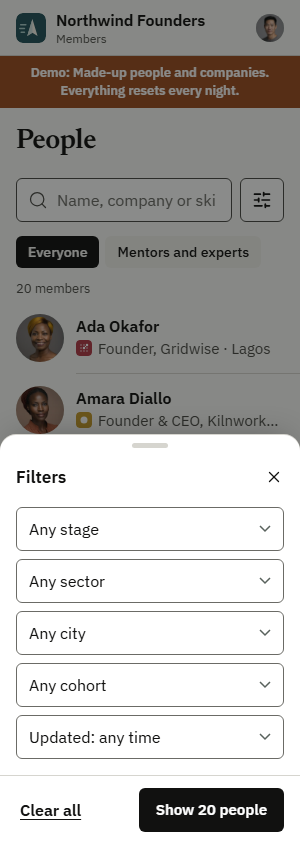 Northwind Founders
Members
Demo: Made-up people and companies.
Everything resets every night.
People
Name, company or ski
Everyone
Mentors and experts
20 members
Ada Okafor
Founder, Gridwise · Lagos
Amara Diallo
Founder & CEO, Kilnwork...
Filters
Any stage
Any sector
Any city
Any cohort
Updated: any time
Clear all
Show 20 people